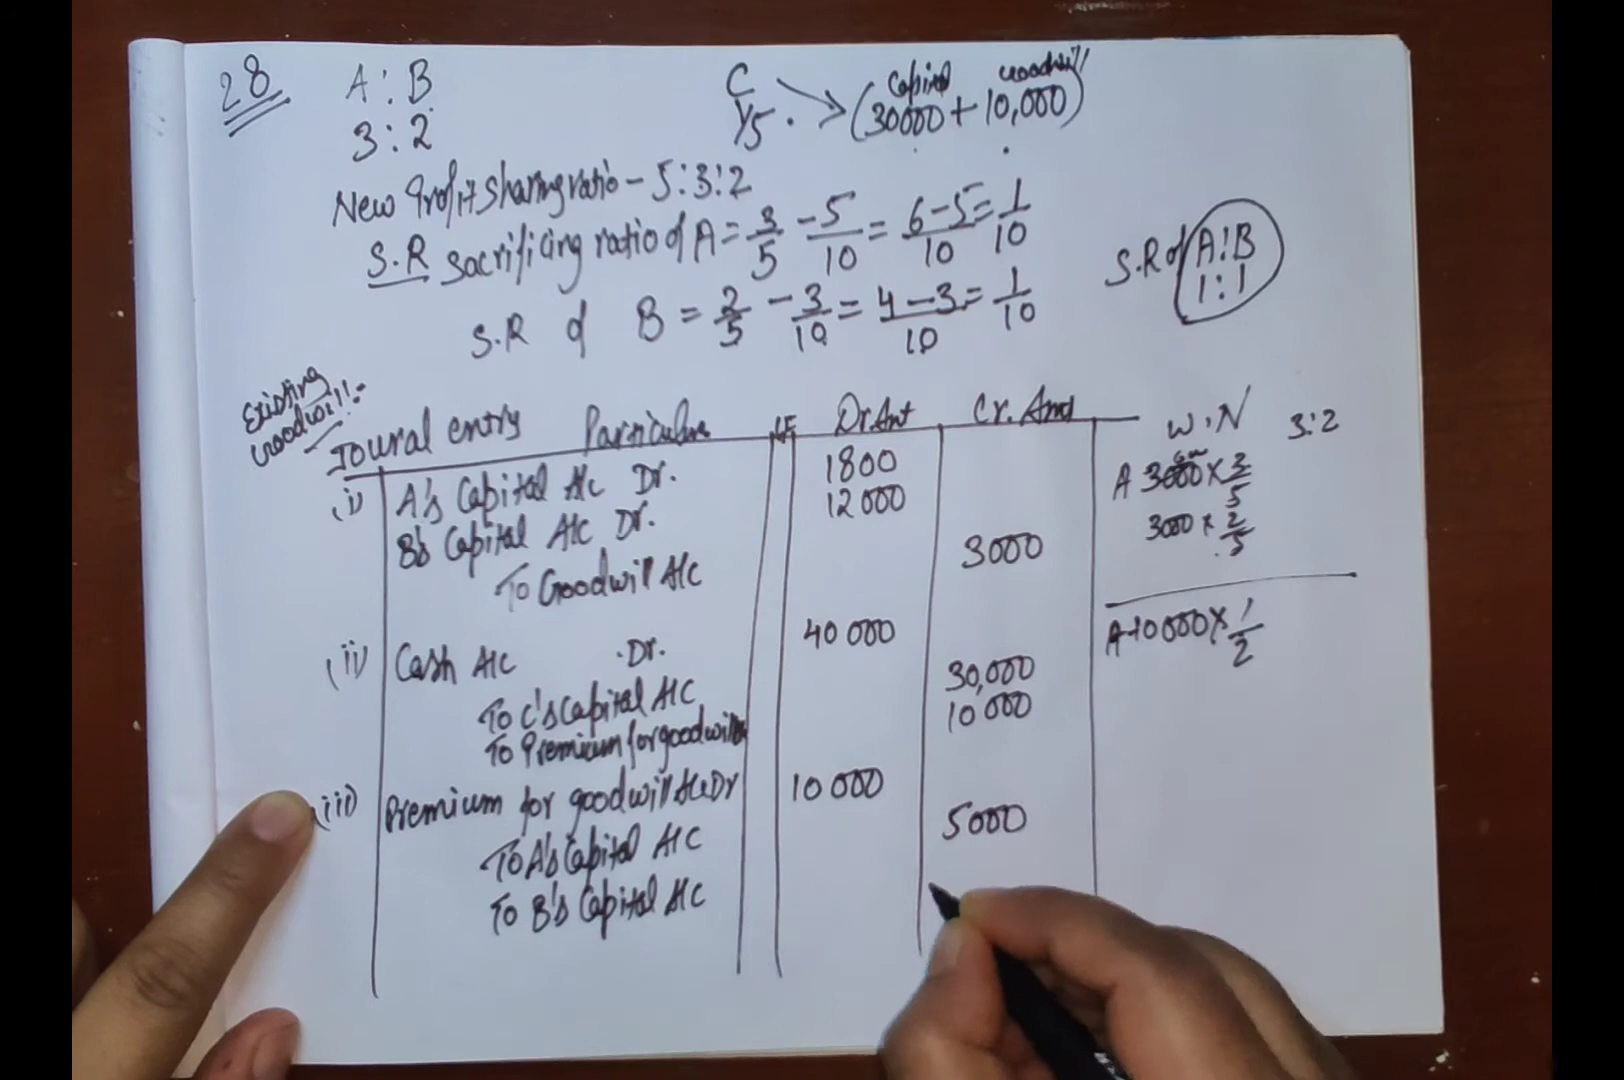 28 A : B
3 : 2
C
1/5 . → (30000 + 10,000)
Capital Goodwill
New Profit Sharing ratio - 5:3:2
S.R Sacrificing ratio of A = 3/5 - 5/10 = 6-5/10 = 1/10
S.R of B = 2/5 - 3/10 = 4-3/10 = 1/10
S.R of A:B
1:1
Existing
Goodwill:-
Joural entry Particulars LF Dr.Amt Cr. Amt W.N 3:2
(i) A's Capital A/c Dr. 1800
B's Capital A/c Dr. 12000
To Goodwill A/c 3000
A 3000 × 3/5
3000 × 2/5
(ii) Cash A/c Dr. 40000
To C's Capital A/C 30,000
To Premium for goodwill 10000
(iii) Premium for goodwill A/c Dr 10000
To A's Capital A/C 5000
To B's Capital A/C
A-10000 × 1/2